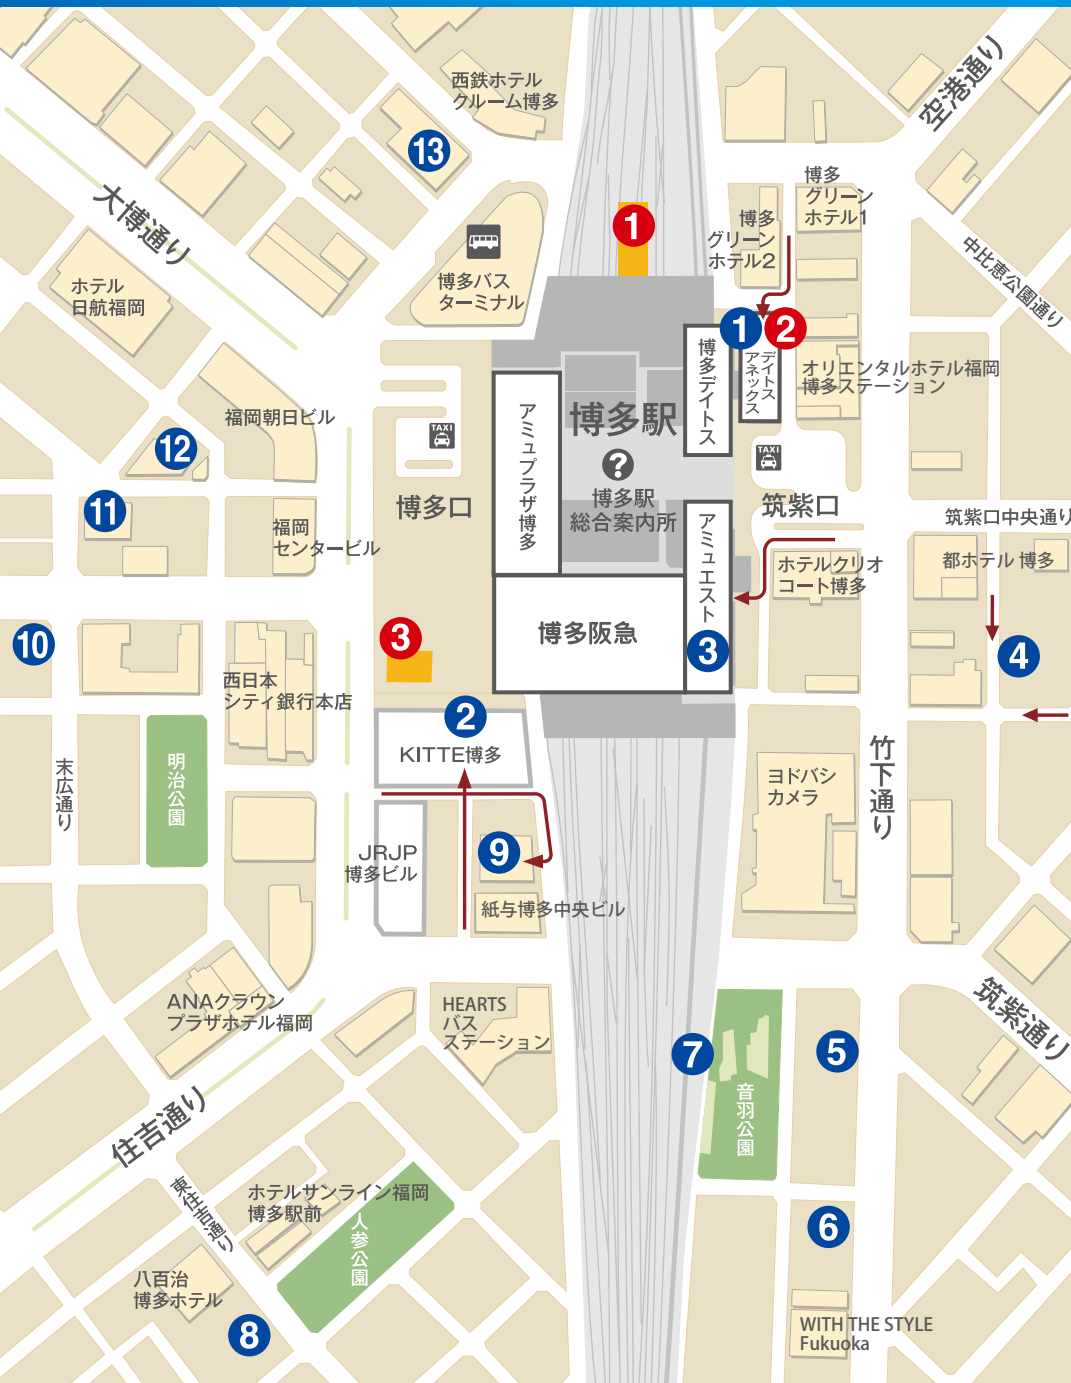 西鉄ホテル
クルーム博多
13
空港通り
大博通り
博多
グリーン
ホテル1
博多
グリーン
ホテル2
1
中比恵公園通り
博多バス
ターミナル
ホテル
日航福岡
1
2
博多デイトス
デイトス
アネックス
オリエンタルホテル福岡
博多ステーション
福岡朝日ビル
TAXI
アミュプラザ博多
博多駅
?
博多駅
総合案内所
TAXI
12
11
博多口
筑紫口
筑紫口中央通り
福岡
センタービル
アミュエスト
ホテルクリオ
コート博多
都ホテル 博多
10
3
博多阪急
3
4
西日本
シティ銀行本店
2
KITTE博多
末広通り
明治公園
ヨドバシ
カメラ
竹下通り
JRJP
博多ビル
9
紙与博多中央ビル
ANAクラウン
プラザホテル福岡
HEARTS
バス
ステーション
筑紫通り
7
5
音羽公園
住吉通り
東住吉通り
ホテルサンライン福岡
博多駅前
人参公園
6
八百治
博多ホテル
8
WITH THE STYLE
Fukuoka